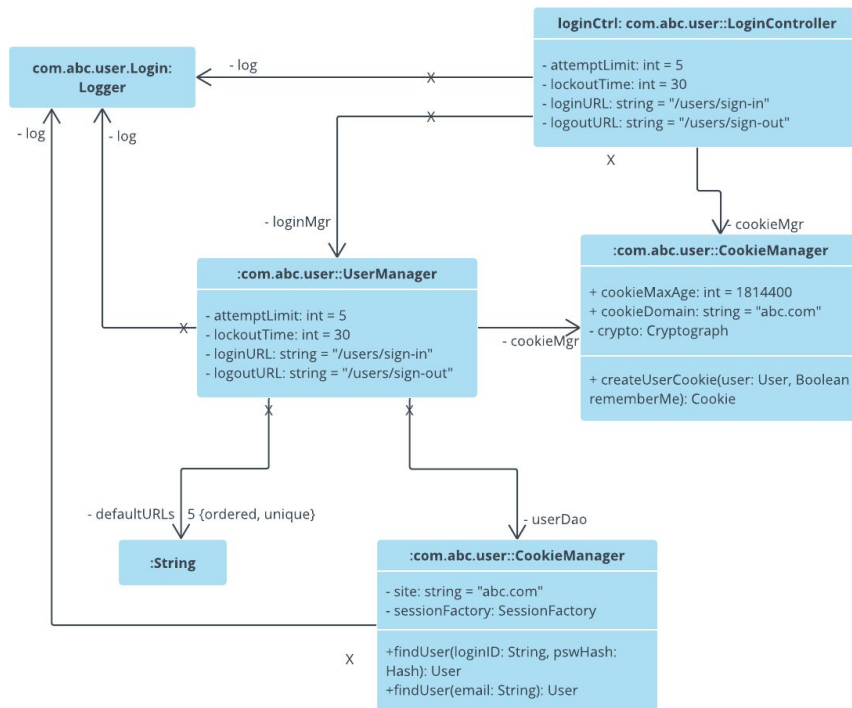 loginCtrl: com.abc.user::LoginController
- attemptLimit: int = 5
- lockoutTime: int = 30
- loginURL: string = "/users/sign-in"
- logoutURL: string = "/users/sign-out"
com.abc.user.Login:
Logger
- log
X
X
X
- log
- log
- loginMgr
- cookieMgr
:com.abc.user::CookieManager
+ cookieMaxAge: int = 1814400
+ cookieDomain: string = "abc.com"
- crypto: Cryptograph
+ createUserCookie(user: User, Boolean
rememberMe): Cookie
:com.abc.user::UserManager
- attemptLimit: int = 5
- lockoutTime: int = 30
- loginURL: string = "/users/sign-in"
- logoutURL: string = "/users/sign-out"
X
- cookieMgr
X
X
- defaultURLs
5 {ordered, unique}
- userDao
:String
:com.abc.user::CookieManager
- site: string = "abc.com"
- sessionFactory: SessionFactory
+findUser(loginID: String, pswHash:
Hash): User
+findUser(email: String): User
X